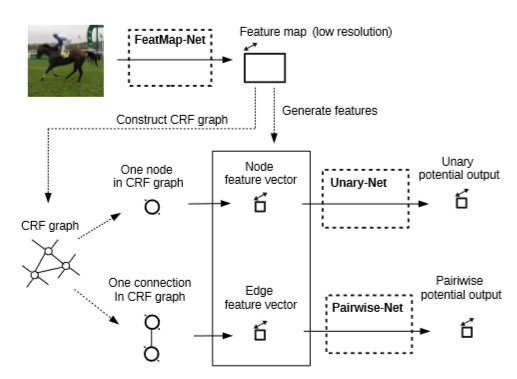 FeatMap-Net
Feature map (low resolution)
Construct CRF graph
Generate features
One node
in CRF graph
Node
feature vector
Unary-Net
Unary
potential output
CRF graph
One connection
In CRF graph
Edge
feature vector
Pairwise-Net
Pairiwise
potential output